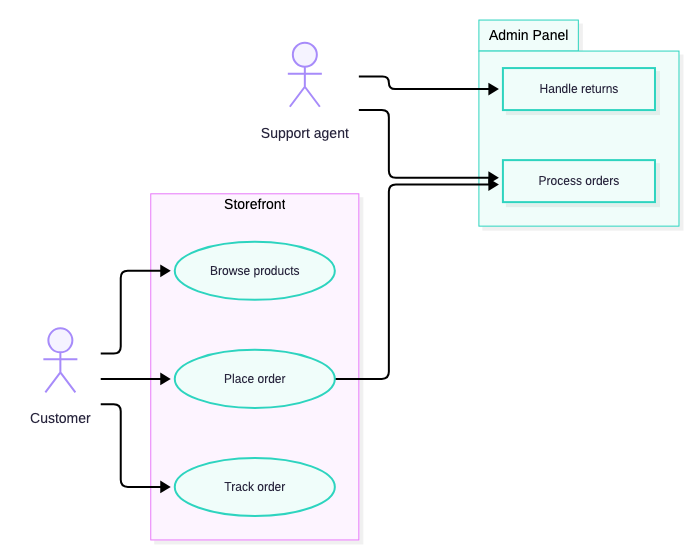 Admin Panel
Handle returns
Support agent
Process orders
Storefront
Browse products
Place order
Customer
Track order